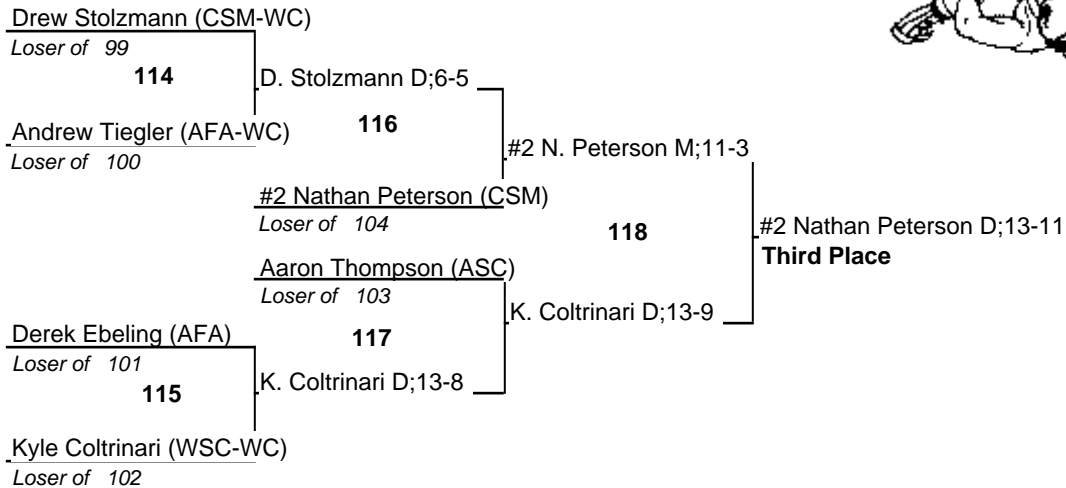 Drew Stolzmann (CSM-WC)
Loser of 99
114
D. Stolzmann D;6-5
116
Andrew Tiegler (AFA-WC)
Loser of 100
#2 N. Peterson M;11-3
#2 Nathan Peterson (CSM)
Loser of 104
118
#2 Nathan Peterson D;13-11
Third Place
Aaron Thompson (ASC)
Loser of 103
K. Coltrinari D;13-9
Derek Ebeling (AFA)
117
Loser of 101
115
K. Coltrinari D;13-8
Kyle Coltrinari (WSC-WC)
Loser of 102